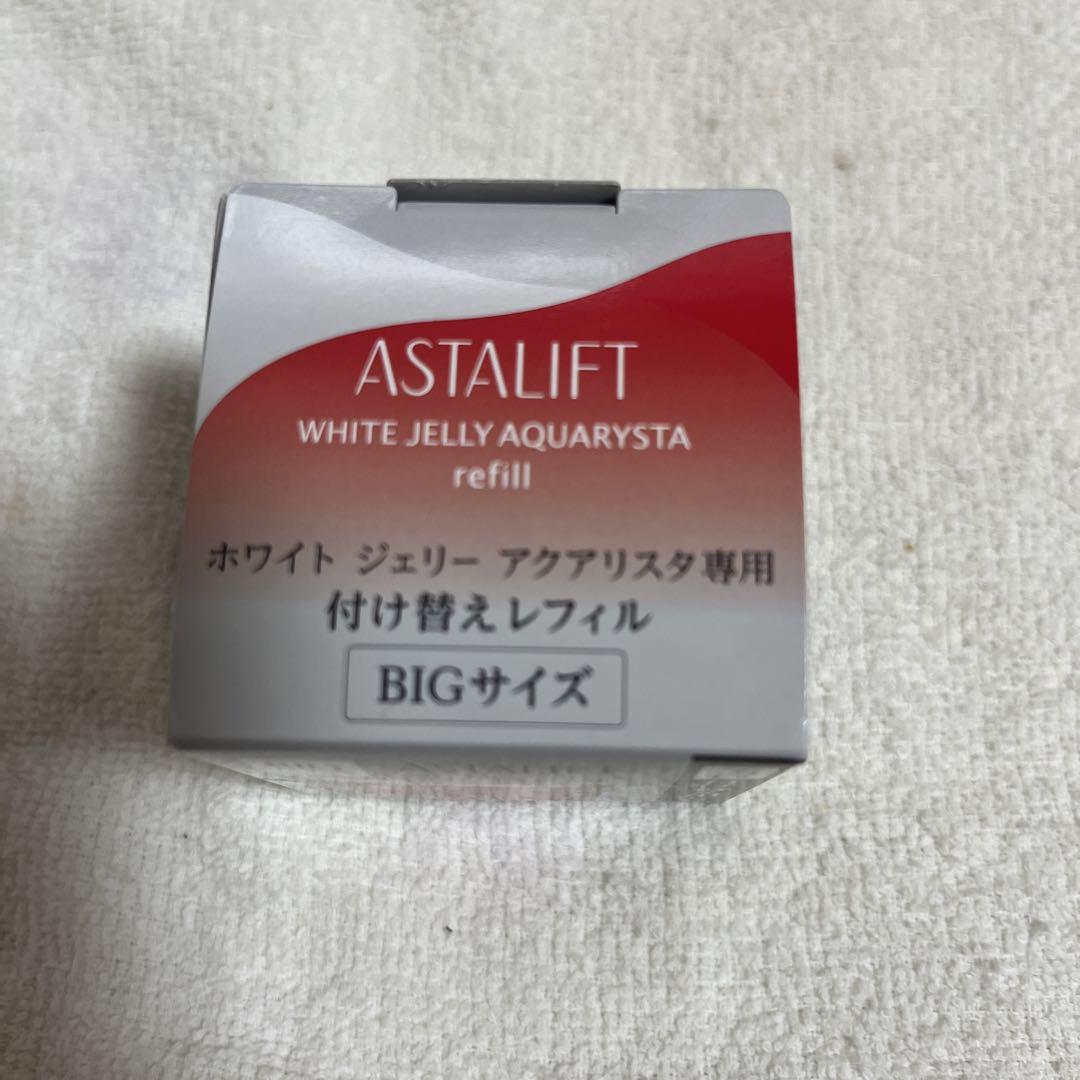 ASTALIFT
WHITE JELLY AQUARYSTA
refill
ホワイト ジェリー アクアリスタ専用
付け替えレフィル
BIGサイズ